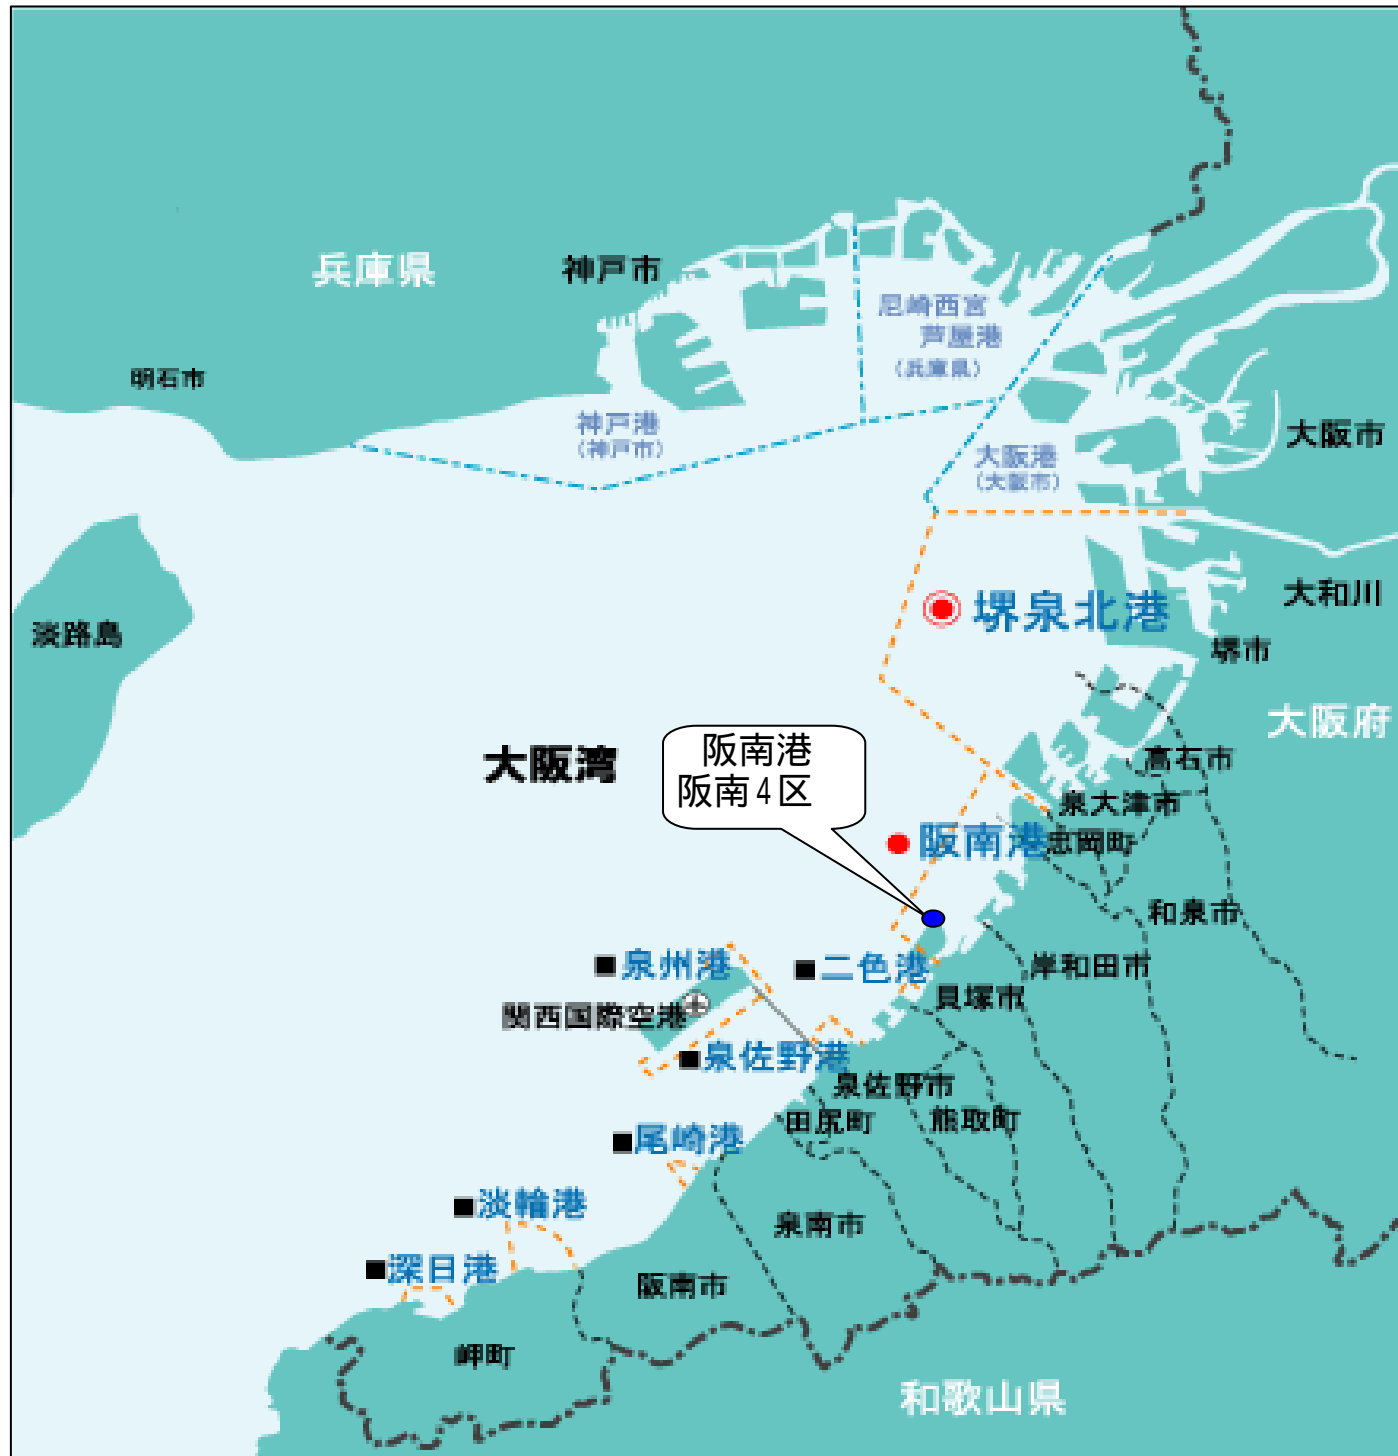 兵庫県
神戸市
尼崎西宮
芦屋港
（兵庫県）
明石市
神戸港
（神戸市）
大阪港
（大阪市）
大阪市
大和川
堺泉北港
淡路島
堺市
大阪府
大阪湾
阪南港
阪南4区
高石市
泉大津市
阪南港
忠岡町
和泉市
泉州港
二色港
岸和田市
貝塚市
関西国際空港
泉佐野港
泉佐野市
田尻町
熊取町
尾崎港
淡輪港
泉南市
深日港
阪南市
岬町
和歌山県